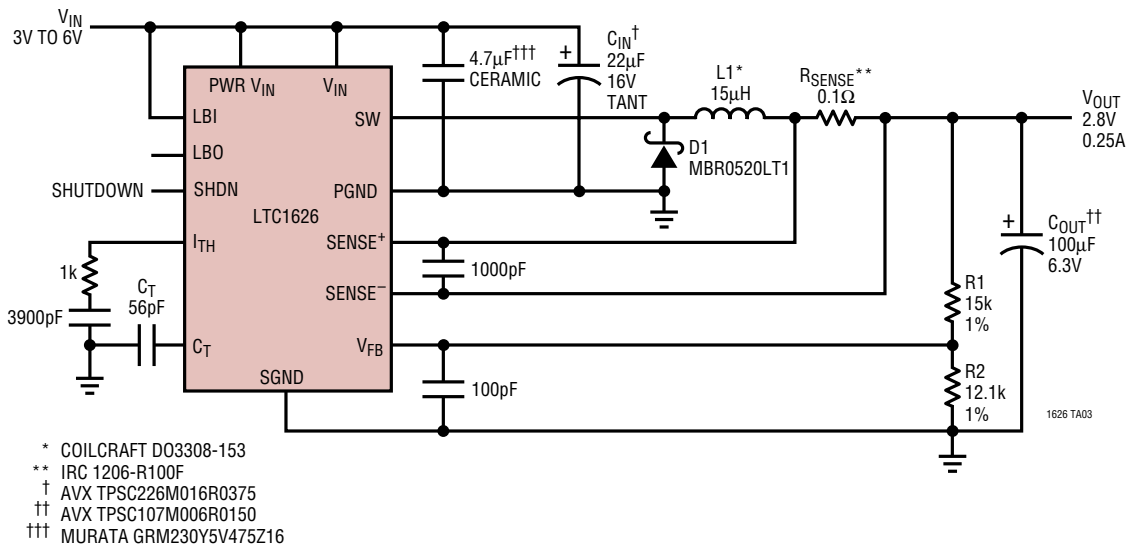 VIN
3V TO 6V
PWR VIN
VIN
LBI
LBO
SHUTDOWN
SHDN
ITH
CT
SW
PGND
LTC1626
SENSE+
SENSE−
VFB
SGND
4.7µF†††
CERAMIC
CIN†
22µF
16V
TANT
L1*
15µH
RSENSE**
0.1Ω
VOUT
2.8V
0.25A
D1
MBR0520LT1
1k
3900pF
CT
56pF
1000pF
100pF
COUT††
100µF
6.3V
R1
15k
1%
R2
12.1k
1%
1626 TA03
* COILCRAFT DO3308-153
** IRC 1206-R100F
† AVX TPSC226M016R0375
†† AVX TPSC107M006R0150
††† MURATA GRM230Y5V475Z16